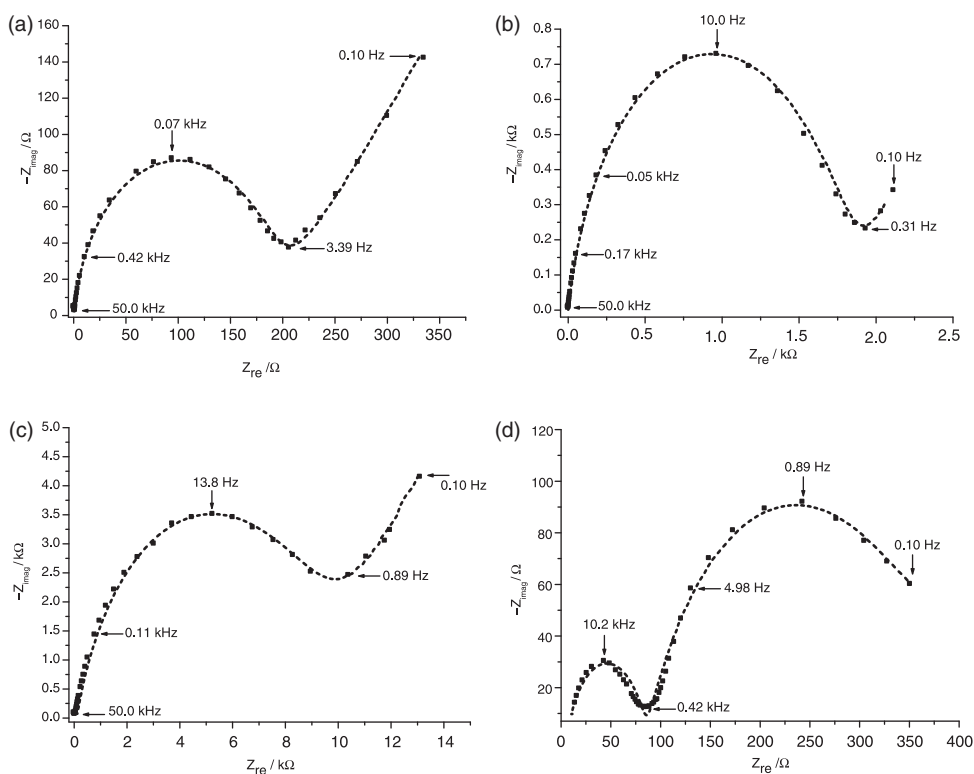 (a)
160
140
120
100
80
60
40
20
0
−Z_imag/Ω
0.10 Hz
0.07 kHz
0.42 kHz
3.39 Hz
50.0 kHz
0 50 100 150 200 250 300 350
Z_re /Ω
(b)
0.8
0.7
0.6
0.5
0.4
0.3
0.2
0.1
0.0
−Z_imag/kΩ
10.0 Hz
0.05 kHz
0.10 Hz
0.17 kHz
0.31 Hz
50.0 kHz
0.0 0.5 1.0 1.5 2.0 2.5
Z_re / kΩ
(c)
5.0
4.5
4.0
3.5
3.0
2.5
2.0
1.5
1.0
0.5
0.0
−Z_imag/kΩ
13.8 Hz
0.10 Hz
0.89 Hz
0.11 kHz
50.0 kHz
0 2 4 6 8 10 12 14
Z_re / kΩ
(d)
120
100
80
60
40
20
−Z_imag/Ω
0.89 Hz
0.10 Hz
4.98 Hz
10.2 kHz
0.42 kHz
0 50 100 150 200 250 300 350 400
Z_re /Ω